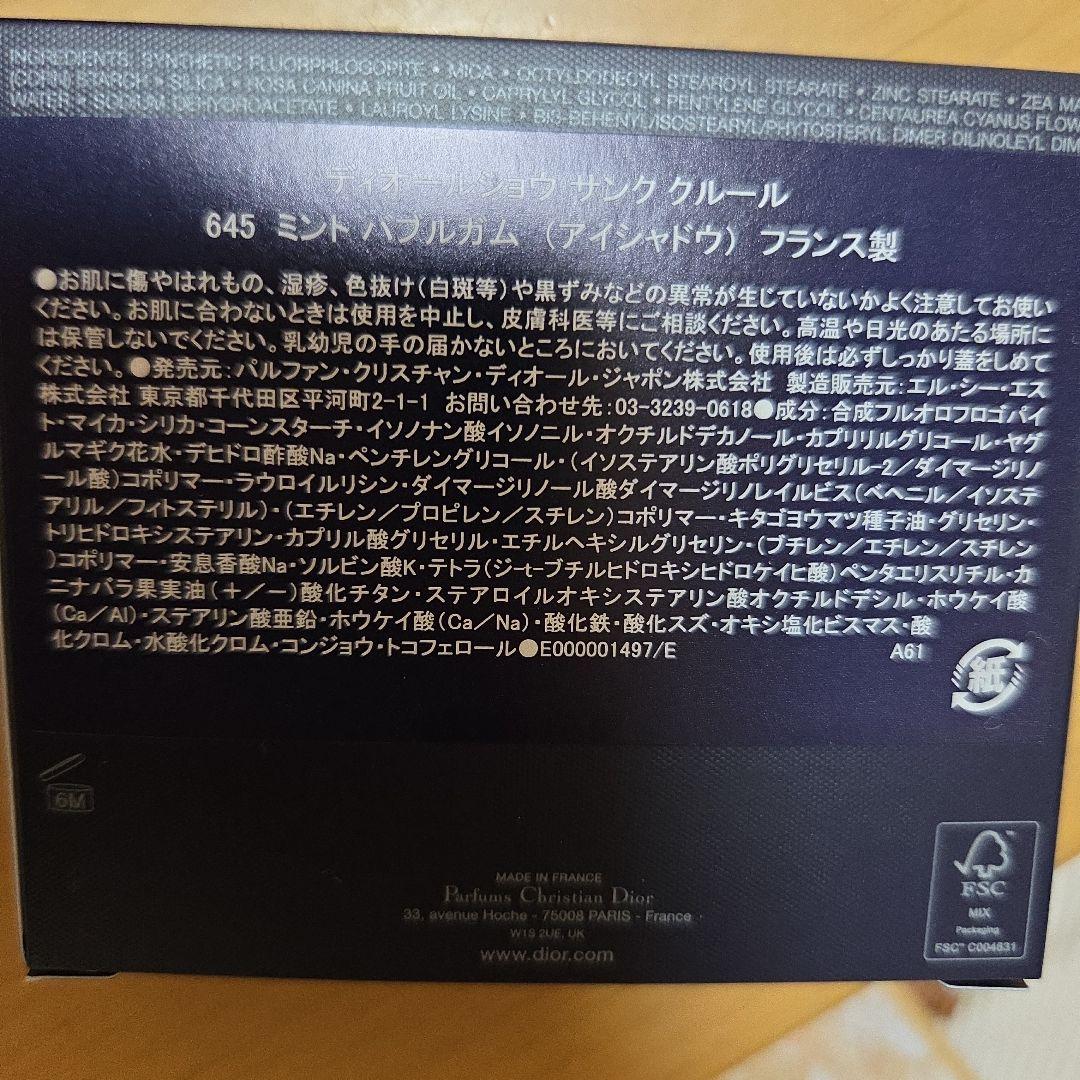 INGREDIENTS: SYNTHETIC FLUORPHLOGOPITE • MICA • OCTYLDODECYL STEAROYL STEARATE • ZINC STEARATE • ZEA MA
(CORN) STARCH • SILICA • ROSA CANINA FRUIT OIL • CAPRYLYL GLYCOL • PENTYLENE GLYCOL • CENTAUREA CYANUS FLOW
WATER • SODIUM DEHYDROACETATE • LAUROYL LYSINE • BIS-BEHENYL/ISOSTEARYL/PHYTOSTERYL DIMER DILINOLEYL DIM
ディオールショウ サンク クルール
645 ミント バブルガム (アイシャドウ) フランス製
●お肌に傷やはれもの、湿疹、色抜け(白斑等)や黒ずみなどの異常が生じていないかよく注意してお使い
ください。お肌に合わないときは使用を中止し、皮膚科医等にご相談ください。高温や日光のあたる場所に
は保管しないでください。乳幼児の手の届かないところにおいてください。使用後は必ずしっかり蓋をしめて
ください。●発売元:パルファン・クリスチャン・ディオール・ジャポン株式会社 製造販売元:エル・シー・エス
株式会社 東京都千代田区平河町2-1-1 お問い合わせ先:03-3239-0618●成分:合成フルオロフロゴパイ
ト・マイカ・シリカ・コーンスターチ・イソノナン酸イソノニル・オクチルドデカノール・カプリリルグリコール・ヤグ
ルマギク花水・デヒドロ酢酸Na・ペンチレングリコール・(イソステアリン酸ポリグリセリル-2/ダイマージリノ
ール酸)コポリマー・ラウロイルリシン・ダイマージリノール酸ダイマージリノレイルビス(ベヘニル/イソステ
アリル/フィトステリル)・(エチレン/プロピレン/スチレン)コポリマー・キタゴヨウマツ種子油・グリセリン・
トリヒドロキシステアリン・カプリル酸グリセリル・エチルヘキシルグリセリン・(ブチレン/エチレン/スチレン
)コポリマー・安息香酸Na・ソルビン酸K・テトラ(ジ-t-ブチルヒドロキシヒドロケイヒ酸)ペンタエリスリチル・カ
ニナバラ果実油(+/-)酸化チタン・ステアロイルオキシステアリン酸オクチルドデシル・ホウケイ酸
(Ca/Al)・ステアリン酸亜鉛・ホウケイ酸(Ca/Na)・酸化鉄・酸化スズ・オキシ塩化ビスマス・酸
化クロム・水酸化クロム・コンジョウ・トコフェロール●E000001497/E A61
紙
6M
MADE IN FRANCE
Parfums Christian Dior
33, avenue Hoche - 75008 PARIS - France
W1S 2UE, UK
www.dior.com
FSC
MIX
Packaging
FSC™ C004831